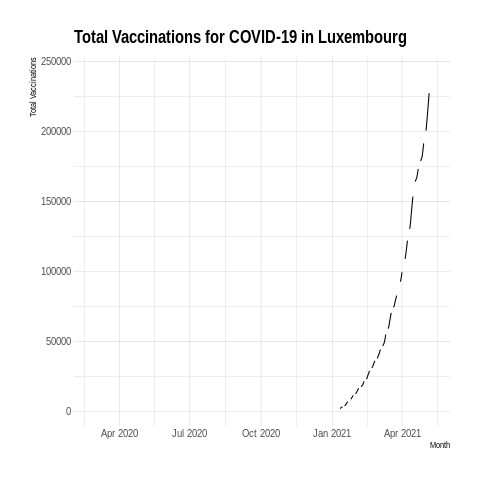 Total Vaccinations for COVID-19 in Luxembourg
Total Vaccinations
250000
200000
150000
100000
50000
0
Apr 2020 Jul 2020 Oct 2020 Jan 2021 Apr 2021
Month